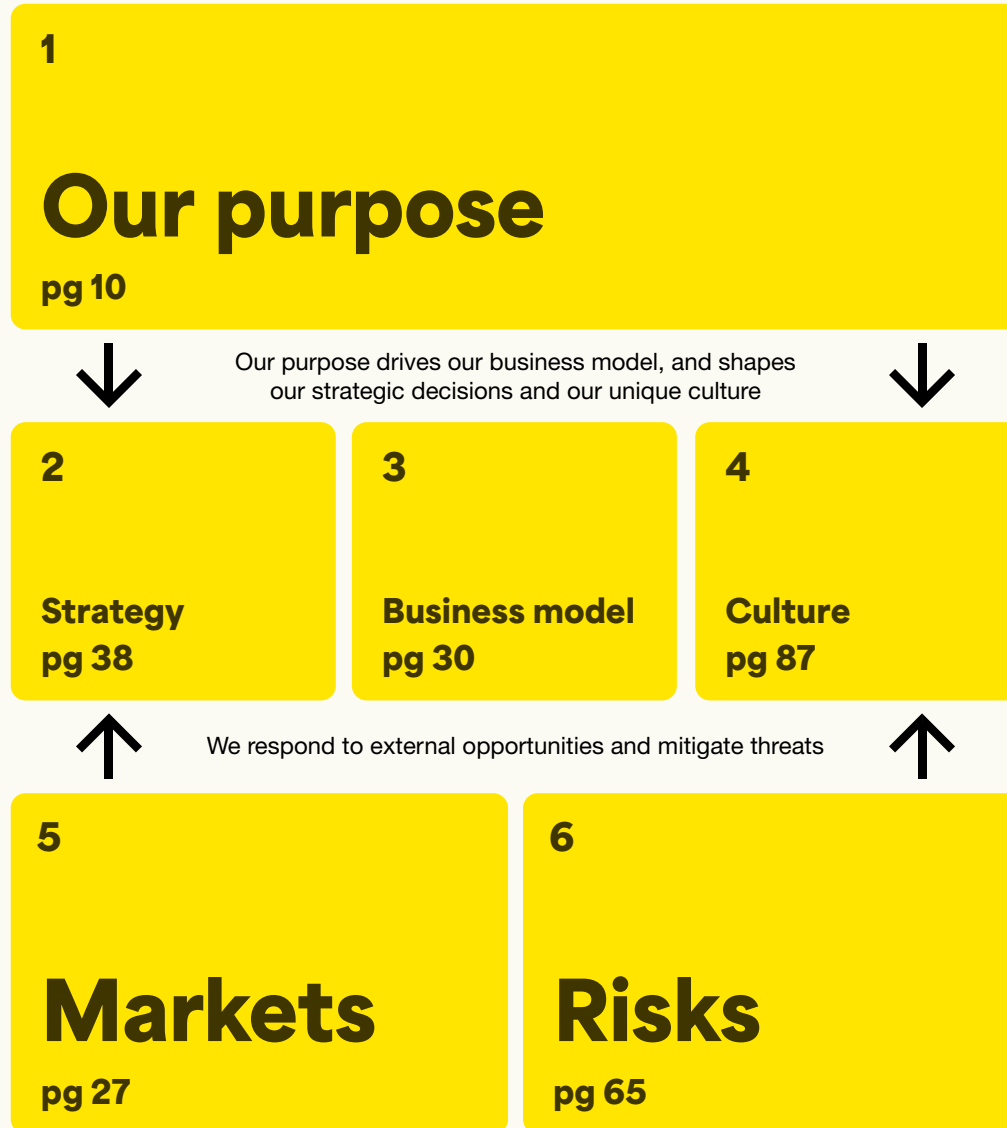 1
Our purpose
pg 10
Our purpose drives our business model, and shapes
our strategic decisions and our unique culture
2
Strategy
pg 38
3
Business model
pg 30
4
Culture
pg 87
We respond to external opportunities and mitigate threats
5
Markets
pg 27
6
Risks
pg 65